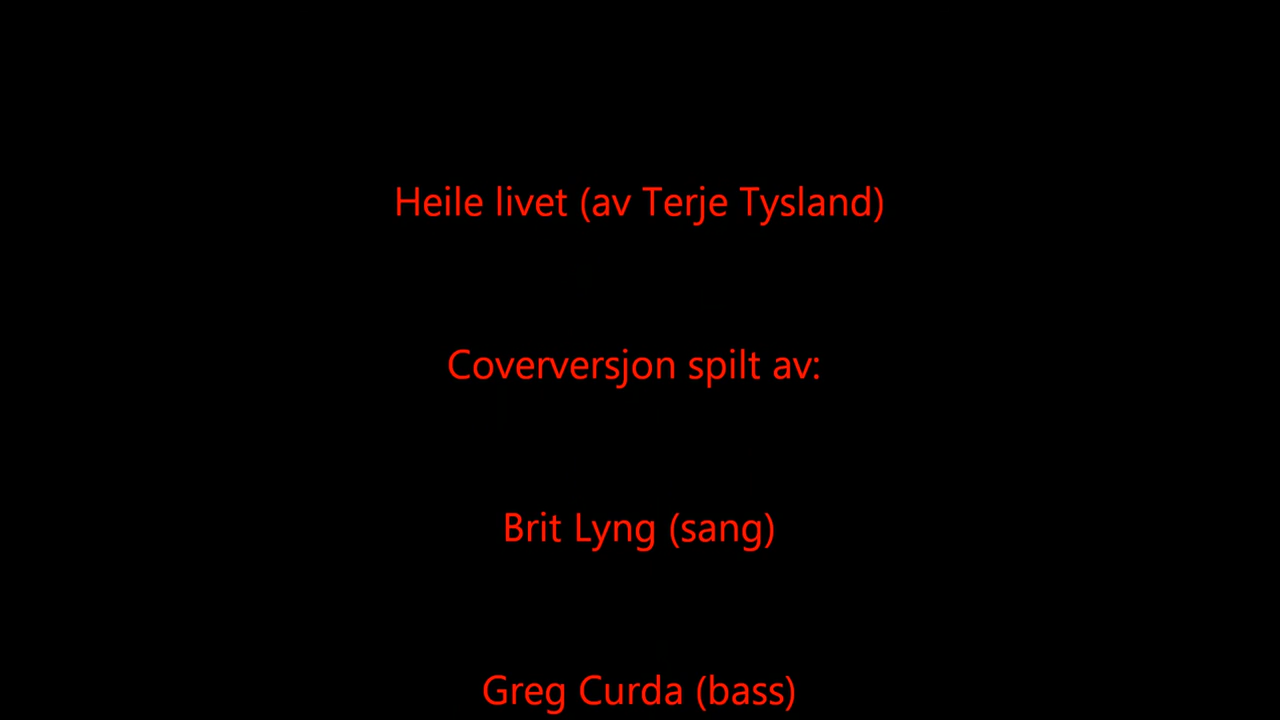 Heile livet (av Terje Tysland)
Coverversjon spilt av:
Brit Lyng (sang)
Greg Curda (bass)